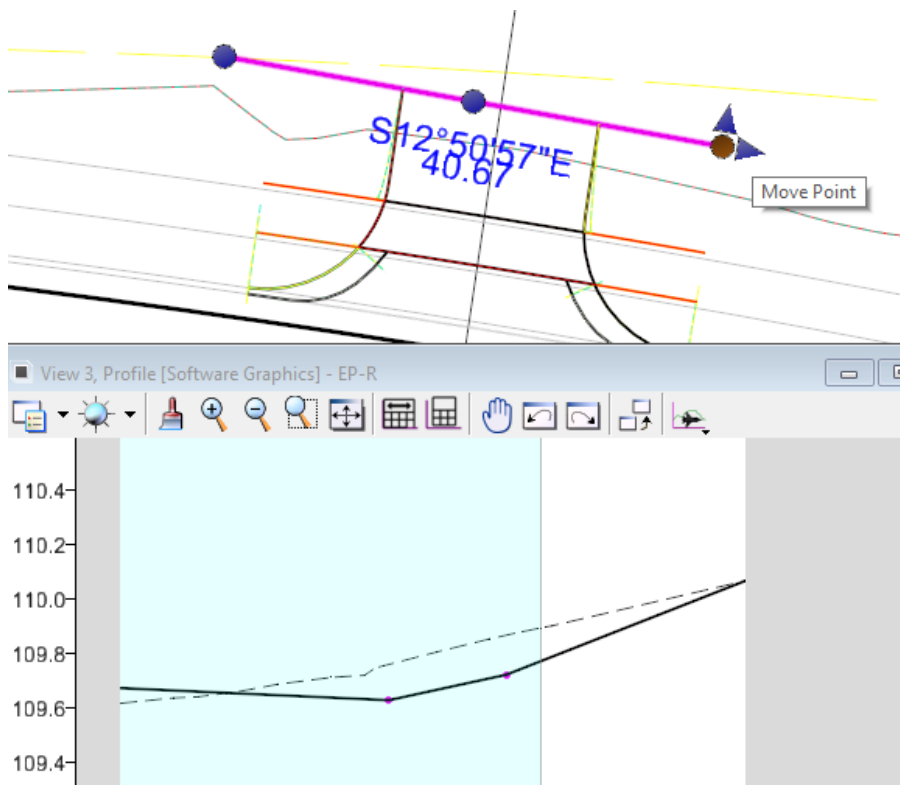 S12°50'57"E
40.67
Move Point
View 3, Profile [Software Graphics] - EP-R
110.4
110.2
110.0
109.8
109.6
109.4